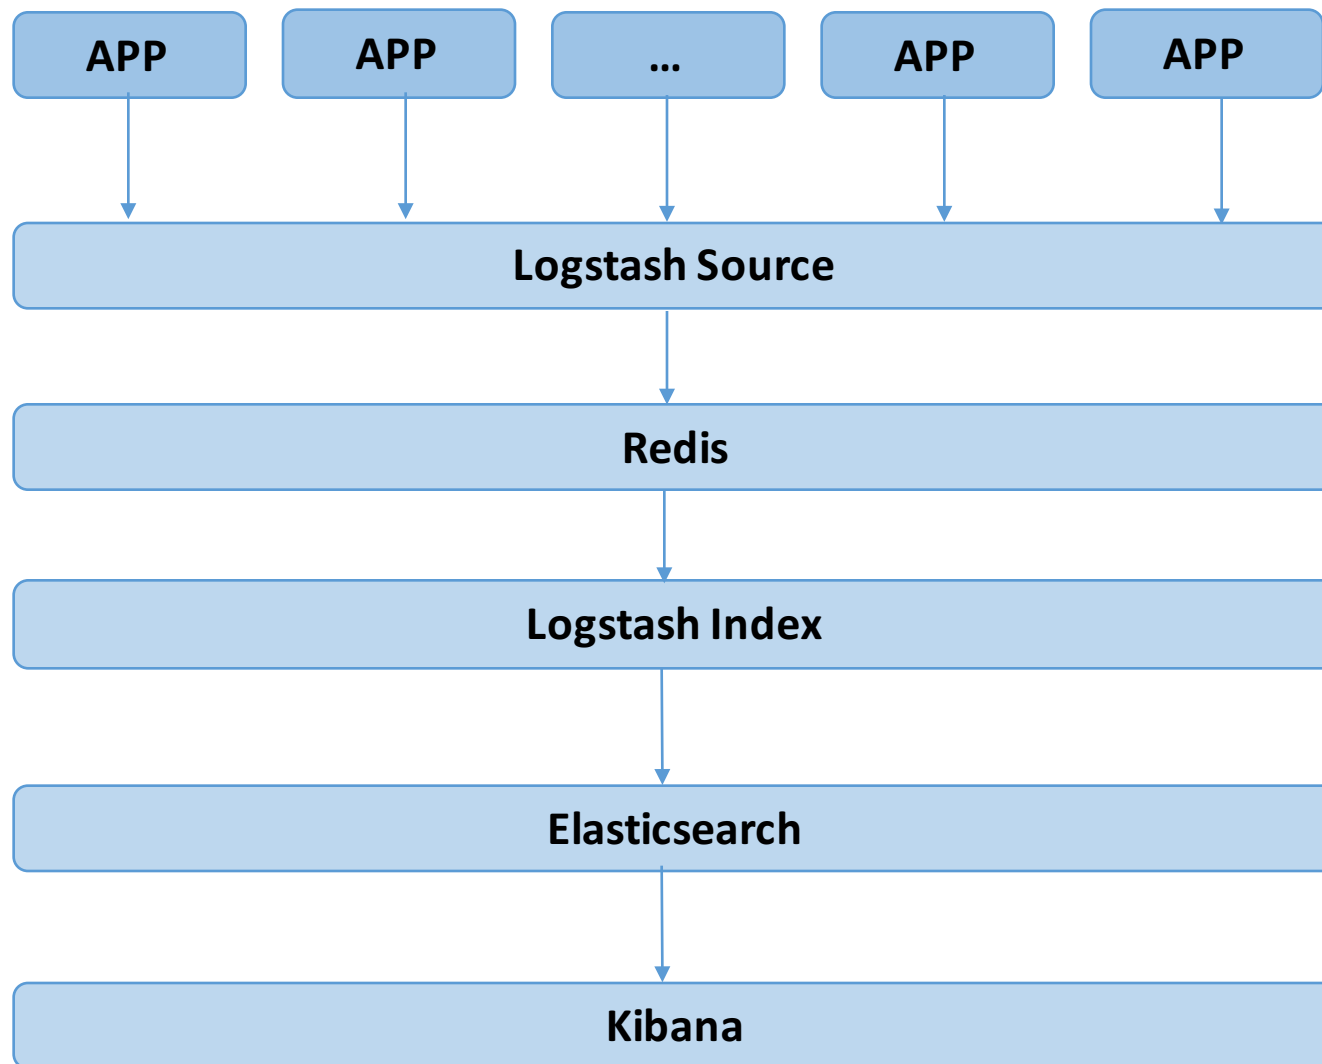 APP
APP
...
APP
APP
Logstash Source
Redis
Logstash Index
Elasticsearch
Kibana